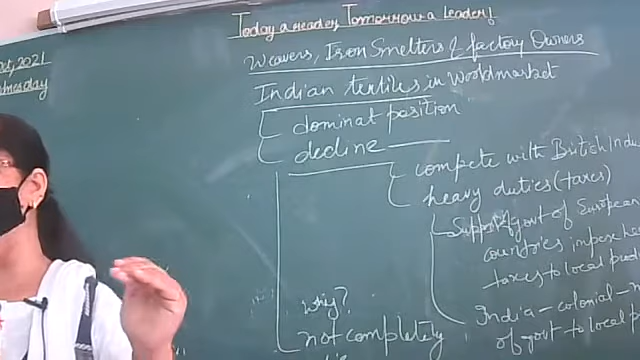 Today a reader, Tomorrow a Leader!
Oct, 2021
Wednesday
Weavers, Iron Smelters & factory Owners
Indian textiles in World market
dominat position
decline
compete with British Indu
heavy duties (taxes)
Support of govt of European
countries impose he
taxes to local prod
India - colonial - n
of govt to local p
why?
not completely